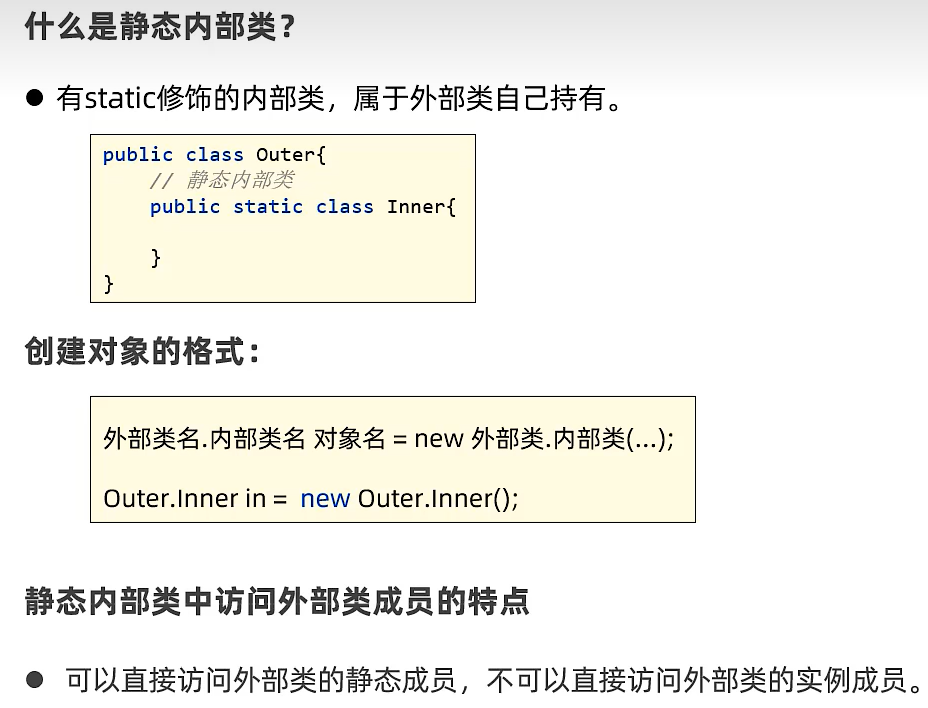 什么是静态内部类？
● 有static修饰的内部类，属于外部类自己持有。
public class Outer{
    // 静态内部类
    public static class Inner{
    }
}
创建对象的格式：
外部类名.内部类名 对象名 = new 外部类.内部类(…);
Outer.Inner in =  new Outer.Inner();
静态内部类中访问外部类成员的特点
● 可以直接访问外部类的静态成员，不可以直接访问外部类的实例成员。